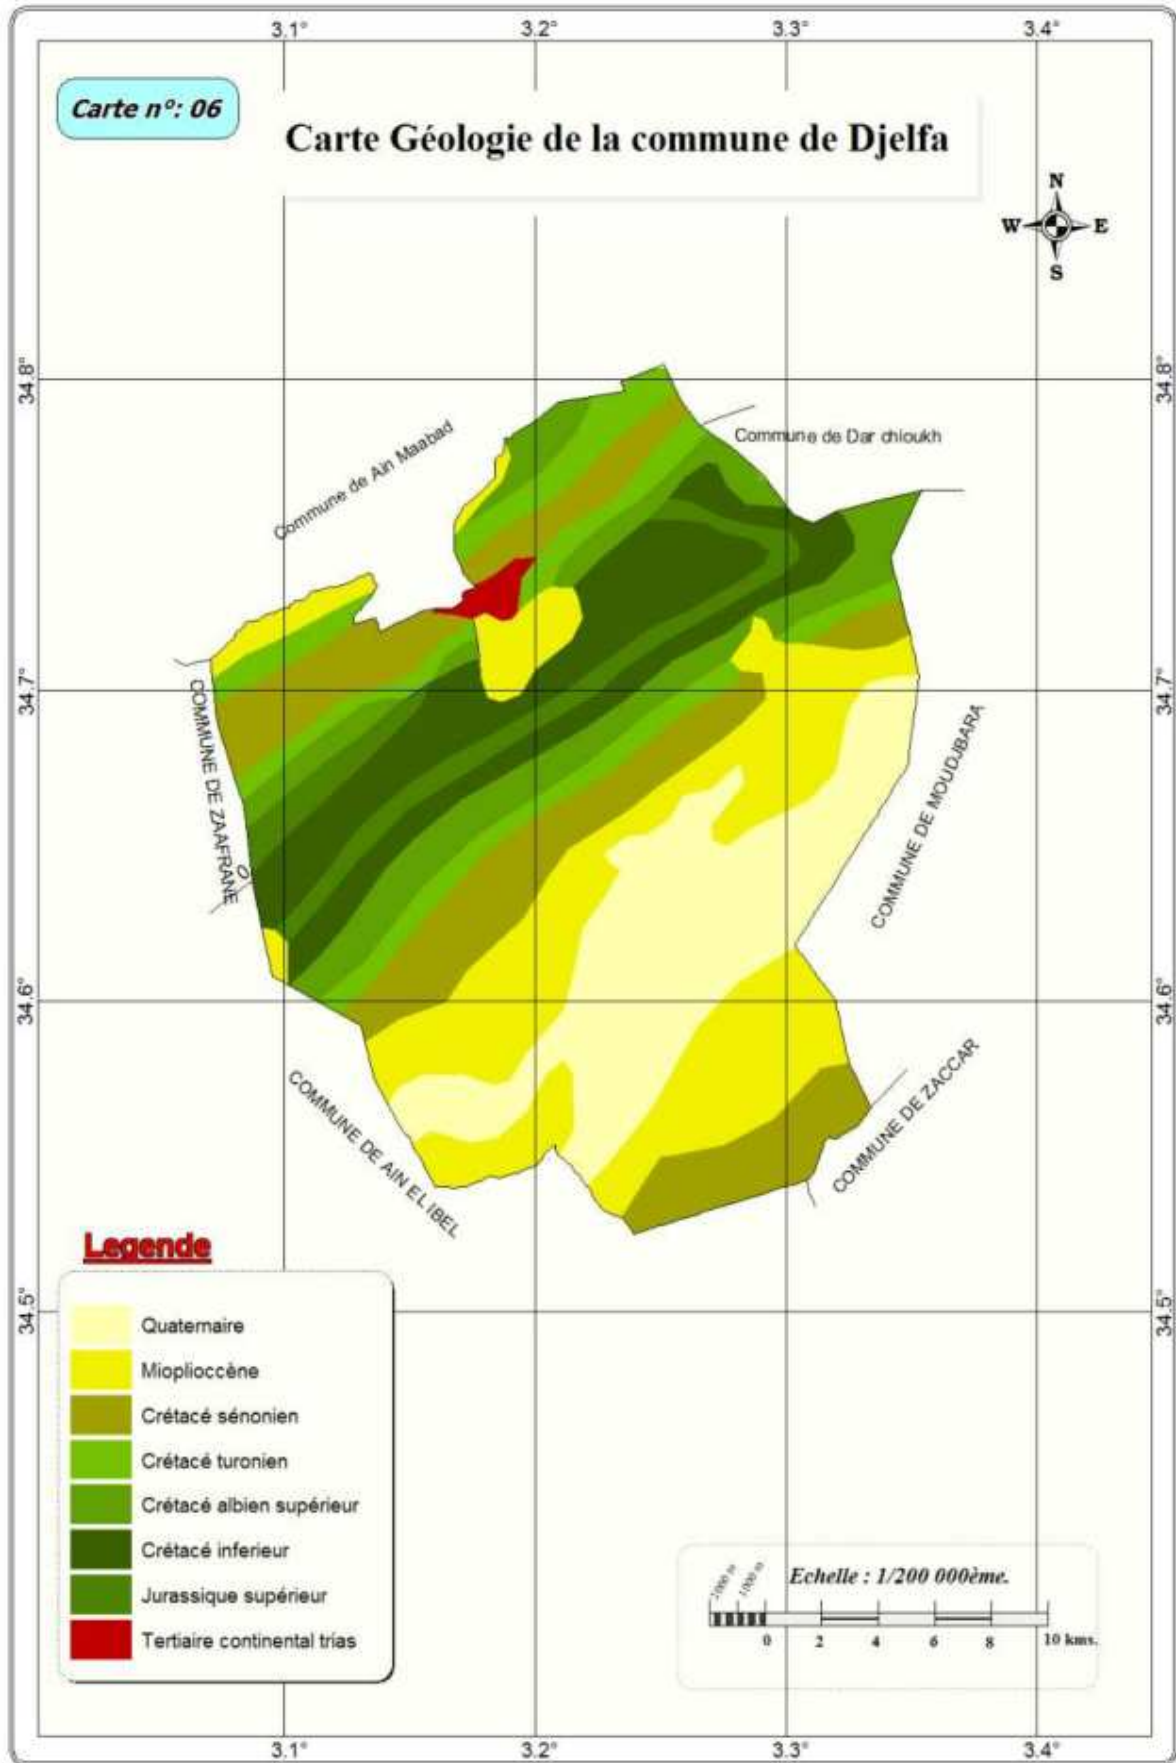 3.1° 3.2° 3.3° 3.4°
Carte n°: 06
Carte Géologie de la commune de Djelfa
N
W E
S
34.8° 34.8°
Commune de Ain Maabad
Commune de Dar chioukh
34.7° 34.7°
COMMUNE DE ZAAFRANE
COMMUNE DE MOUDJBARA
34.6° 34.6°
COMMUNE DE AIN EL IBEL
COMMUNE DE ZACCAR
34.5° 34.5°
Legende
Quaternaire
Mioplioccène
Crétacé sénonien
Crétacé turonien
Crétacé albien supérieur
Crétacé inferieur
Jurassique supérieur
Tertiaire continental trias
Echelle : 1/200 000ème.
2000 m 1000 m
0 2 4 6 8 10 kms.
3.1° 3.2° 3.3° 3.4°